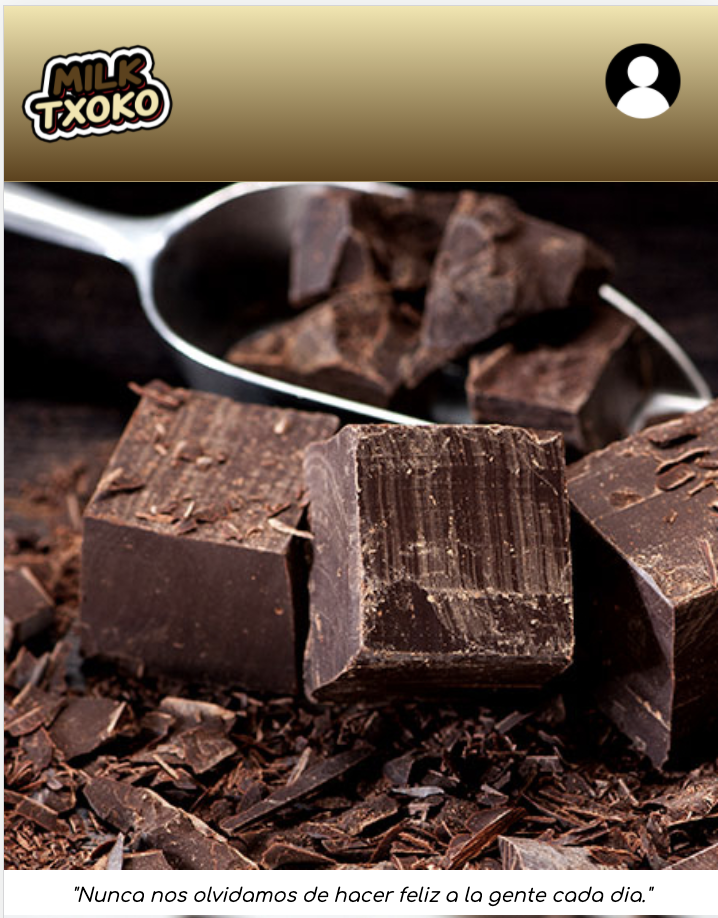 MILK
TXOKO
"Nunca nos olvidamos de hacer feliz a la gente cada dia."